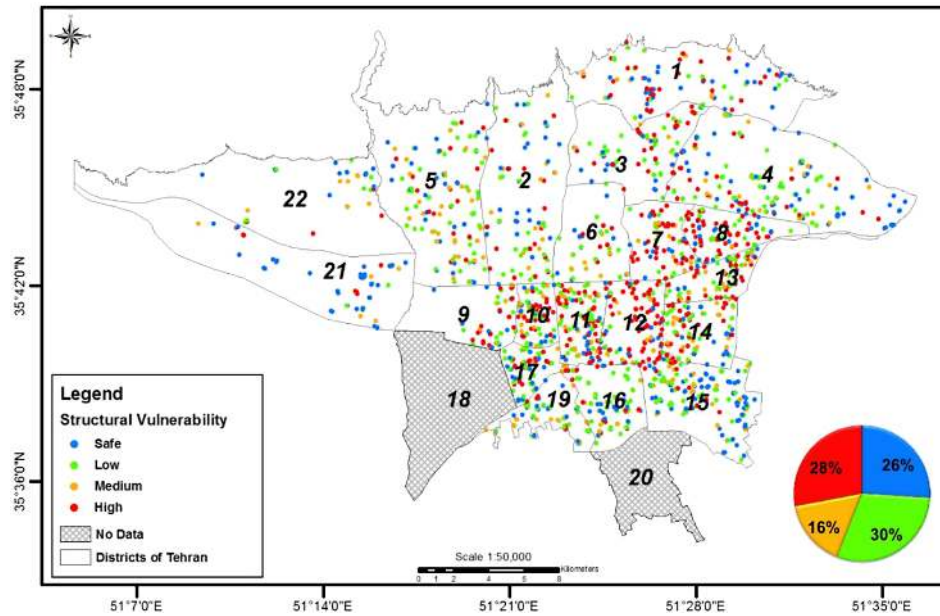 35°48'0"N
35°42'0"N
35°36'0"N
1
2
3
4
5
6
7
8
9
10
11
12
13
14
15
16
17
18
19
20
21
22
Legend
Structural Vulnerability
Safe
Low
Medium
High
No Data
Districts of Tehran
28%
26%
16%
30%
Scale 1:50,000
0 1 2 4 6 8 Kilometers
51°7'0"E
51°14'0"E
51°21'0"E
51°28'0"E
51°35'0"E